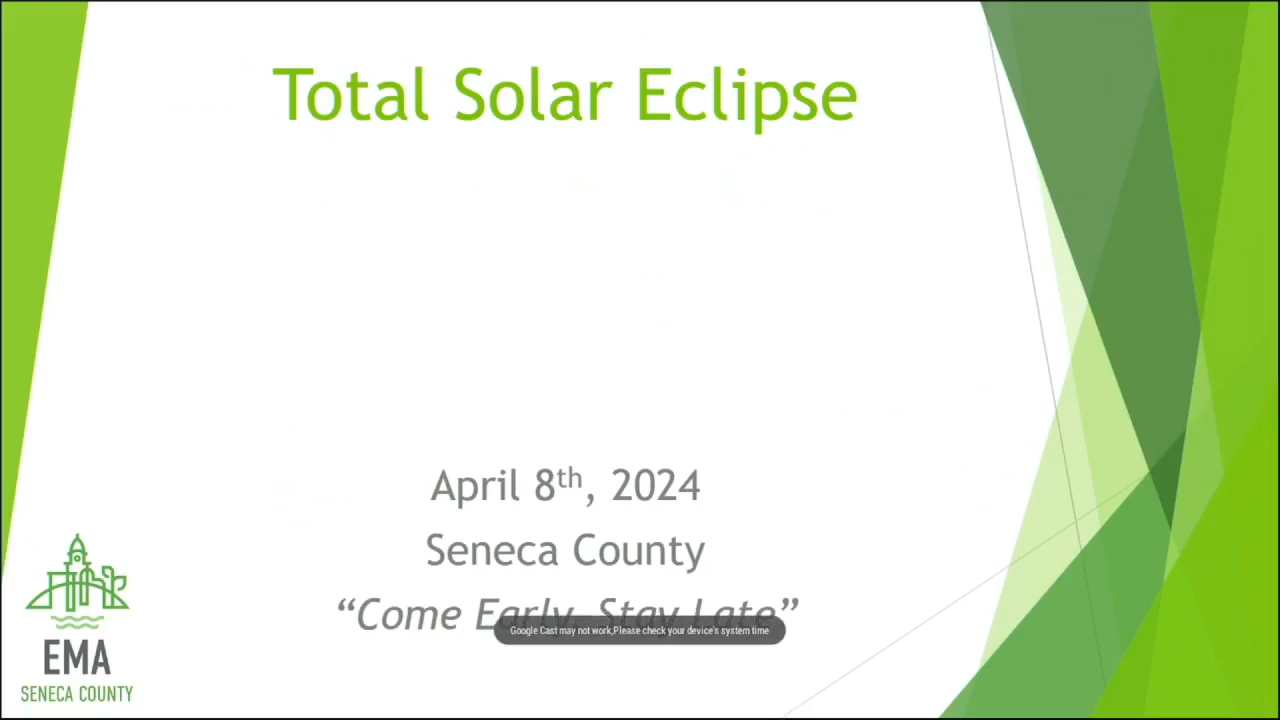 Total Solar Eclipse
April 8th, 2024
Seneca County
“Come Early, Stay Late”
Google Cast may not work,Please check your device's system time
EMA
SENECA COUNTY